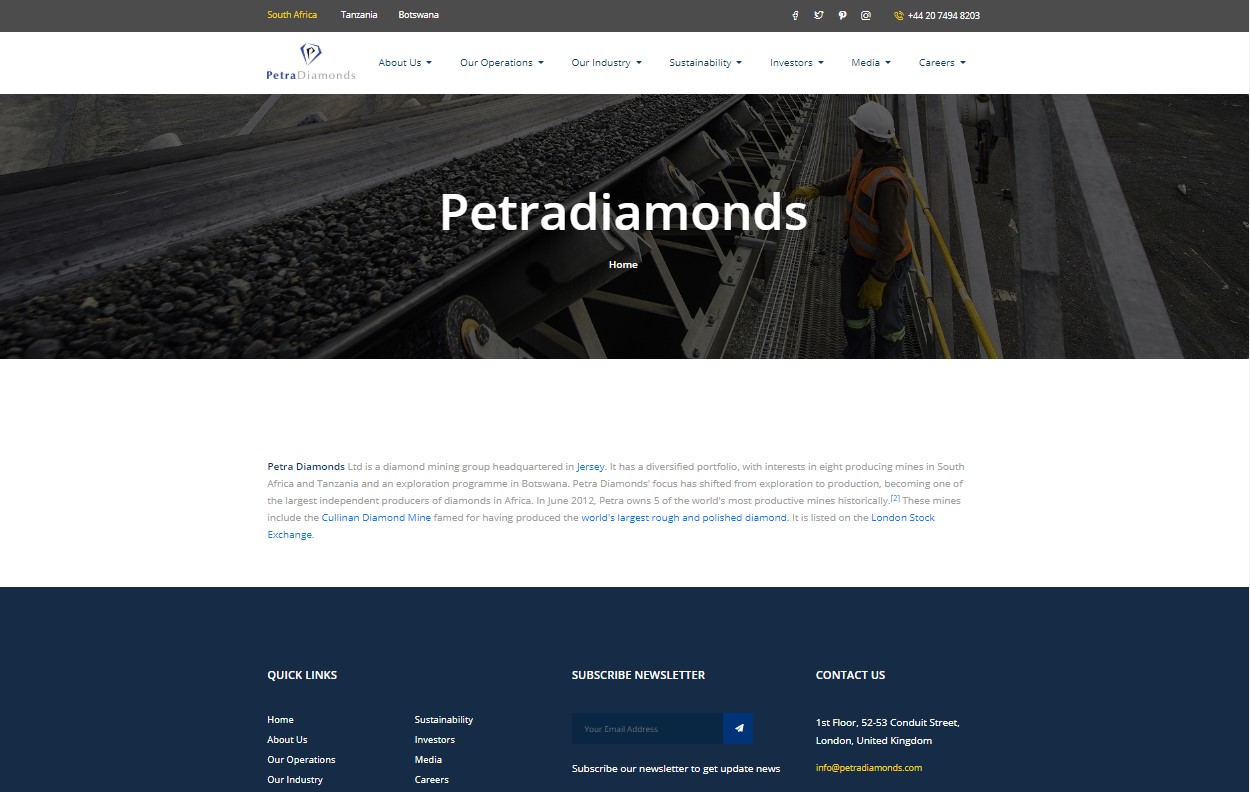 South Africa Tanzania Botswana +44 20 7494 8203
PetraDiamonds
About Us Our Operations Our Industry Sustainability Investors Media Careers
Petradiamonds
Home
Petra Diamonds Ltd is a diamond mining group headquartered in Jersey. It has a diversified portfolio, with interests in eight producing mines in South
Africa and Tanzania and an exploration programme in Botswana. Petra Diamonds' focus has shifted from exploration to production, becoming one of
the largest independent producers of diamonds in Africa. In June 2012, Petra owns 5 of the world's most productive mines historically.[2] These mines
include the Cullinan Diamond Mine famed for having produced the world's largest rough and polished diamond. It is listed on the London Stock
Exchange.
QUICK LINKS
Home
About Us
Our Operations
Our Industry
Sustainability
Investors
Media
Careers
SUBSCRIBE NEWSLETTER
Your Email Address
Subscribe our newsletter to get update news
CONTACT US
1st Floor, 52-53 Conduit Street,
London, United Kingdom
info@petradiamonds.com